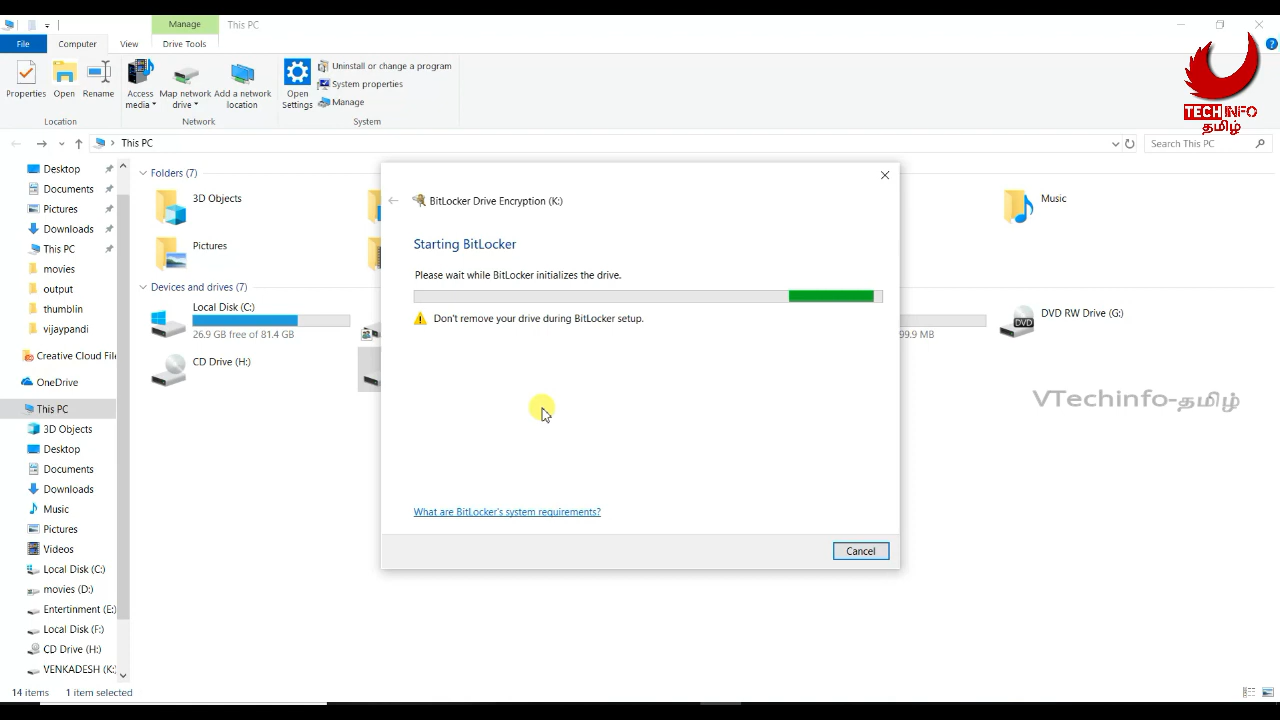 Manage
This PC
File
Computer
View
Drive Tools
Properties
Open
Rename
Access media
Map network drive
Add a network location
Open Settings
Uninstall or change a program
System properties
Manage
Location
Network
System
TECH INFO
தமிழ்
This PC
Search This PC
Desktop
Documents
Pictures
Downloads
This PC
movies
output
thumblin
vijaypandi
Creative Cloud Fil
OneDrive
This PC
3D Objects
Desktop
Documents
Downloads
Music
Pictures
Videos
Local Disk (C:)
movies (D:)
Entertinment (E:)
Local Disk (F:)
CD Drive (H:)
VENKADESH (K:)
Folders (7)
3D Objects
Music
Pictures
Devices and drives (7)
Local Disk (C:)
26.9 GB free of 81.4 GB
99.9 MB
DVD RW Drive (G:)
DVD
CD Drive (H:)
BitLocker Drive Encryption (K:)
Starting BitLocker
Please wait while BitLocker initializes the drive.
Don't remove your drive during BitLocker setup.
What are BitLocker's system requirements?
Cancel
VTechinfo-தமிழ்
14 items
1 item selected